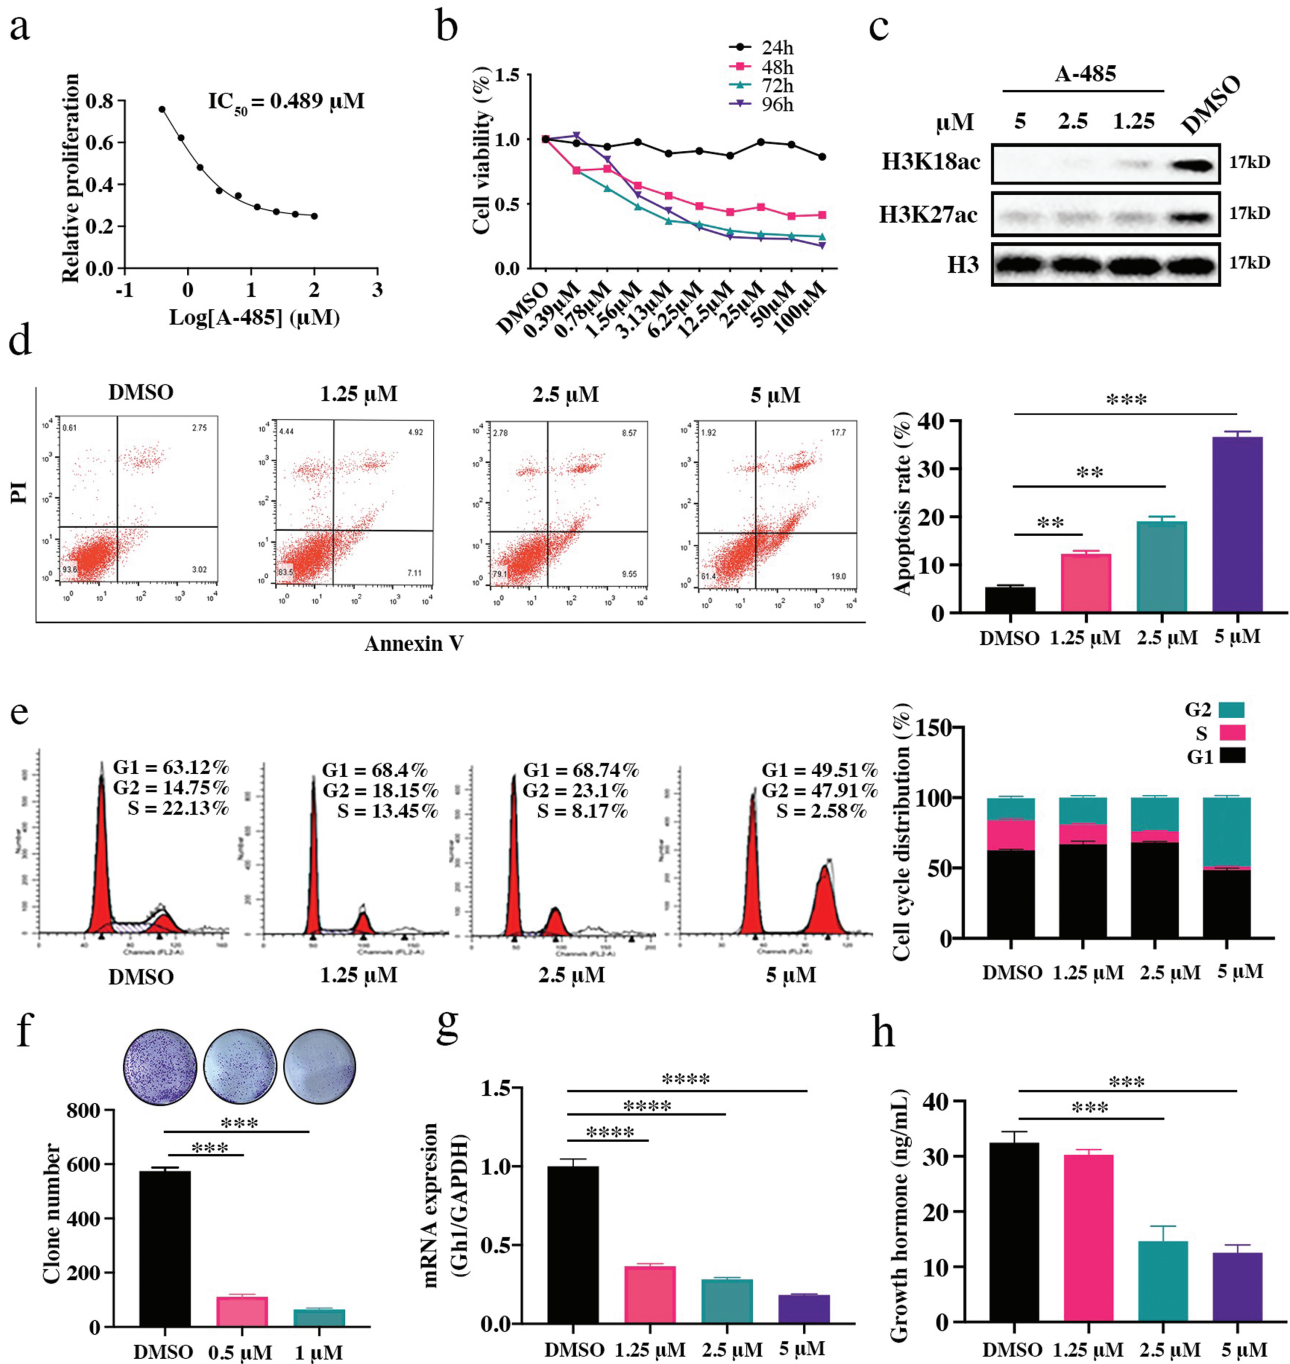 a
IC50 = 0.489 μM
Relative proliferation
0.8
0.6
0.4
0.2
0.0
-1 0 1 2 3
Log[A-485] (μM)
b
24h
48h
72h
96h
Cell viability (%)
1.5
1.0
0.5
0.0
DMSO 0.39μM 0.78μM 1.56μM 3.13μM 6.25μM 12.5μM 25μM 50μM 100μM
c
A-485
μM 5 2.5 1.25 DMSO
H3K18ac 17kD
H3K27ac 17kD
H3 17kD
d
DMSO 1.25 μM 2.5 μM 5 μM
PI
0.61 2.75
93.6 3.02
4.44 4.92
83.5 7.11
2.78 8.57
79.1 9.55
1.92 17.7
61.4 19.0
Annexin V
Apoptosis rate (%)
40
30
20
10
0
***
**
**
DMSO 1.25 μM 2.5 μM 5 μM
e
G1 = 63.12%
G2 = 14.75%
S = 22.13%
G1 = 68.4%
G2 = 18.15%
S = 13.45%
G1 = 68.74%
G2 = 23.1%
S = 8.17%
G1 = 49.51%
G2 = 47.91%
S = 2.58%
Number Number Number Number
Channels (FL2-A) Channels (FL2-A) Channels (FL2-A) Channels (FL2-A)
DMSO 1.25 μM 2.5 μM 5 μM
G2
S
G1
Cell cycle distribution (%)
150
100
50
0
DMSO 1.25 μM 2.5 μM 5 μM
f
Clone number
800
600
400
200
0
***
***
DMSO 0.5 μM 1 μM
g
mRNA expresion
(Gh1/GAPDH)
1.5
1.0
0.5
0.0
****
****
****
DMSO 1.25 μM 2.5 μM 5 μM
h
Growth hormone (ng/mL)
40
30
20
10
0
***
***
DMSO 1.25 μM 2.5 μM 5 μM